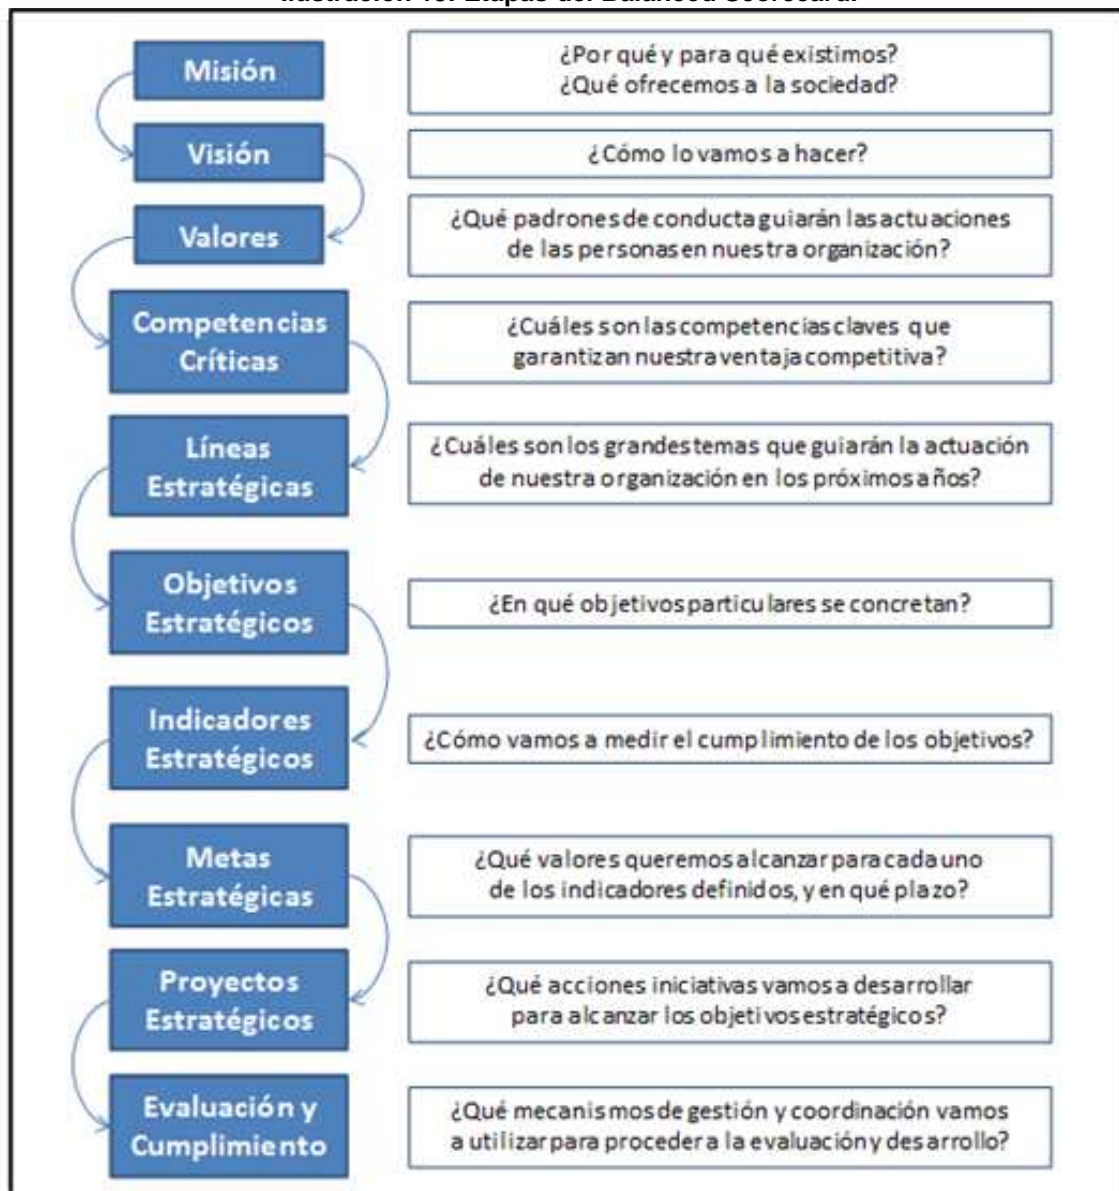 Misión
¿Por qué y para qué existimos?
¿Qué ofrecemos a la sociedad?
Visión
¿Cómo lo vamos a hacer?
Valores
¿Qué padrones de conducta guiarán las actuaciones
de las personas en nuestra organización?
Competencias
Críticas
¿Cuáles son las competencias claves que
garantizan nuestra ventaja competitiva?
Líneas
Estratégicas
¿Cuáles son los grandes temas que guiarán la actuación
de nuestra organización en los próximos años?
Objetivos
Estratégicos
¿En qué objetivos particulares se concretan?
Indicadores
Estratégicos
¿Cómo vamos a medir el cumplimiento de los objetivos?
Metas
Estratégicas
¿Qué valores queremos alcanzar para cada uno
de los indicadores definidos, y en qué plazo?
Proyectos
Estratégicos
¿Qué acciones iniciativas vamos a desarrollar
para alcanzar los objetivos estratégicos?
Evaluación y
Cumplimiento
¿Qué mecanismos de gestión y coordinación vamos
a utilizar para proceder a la evaluación y desarrollo?